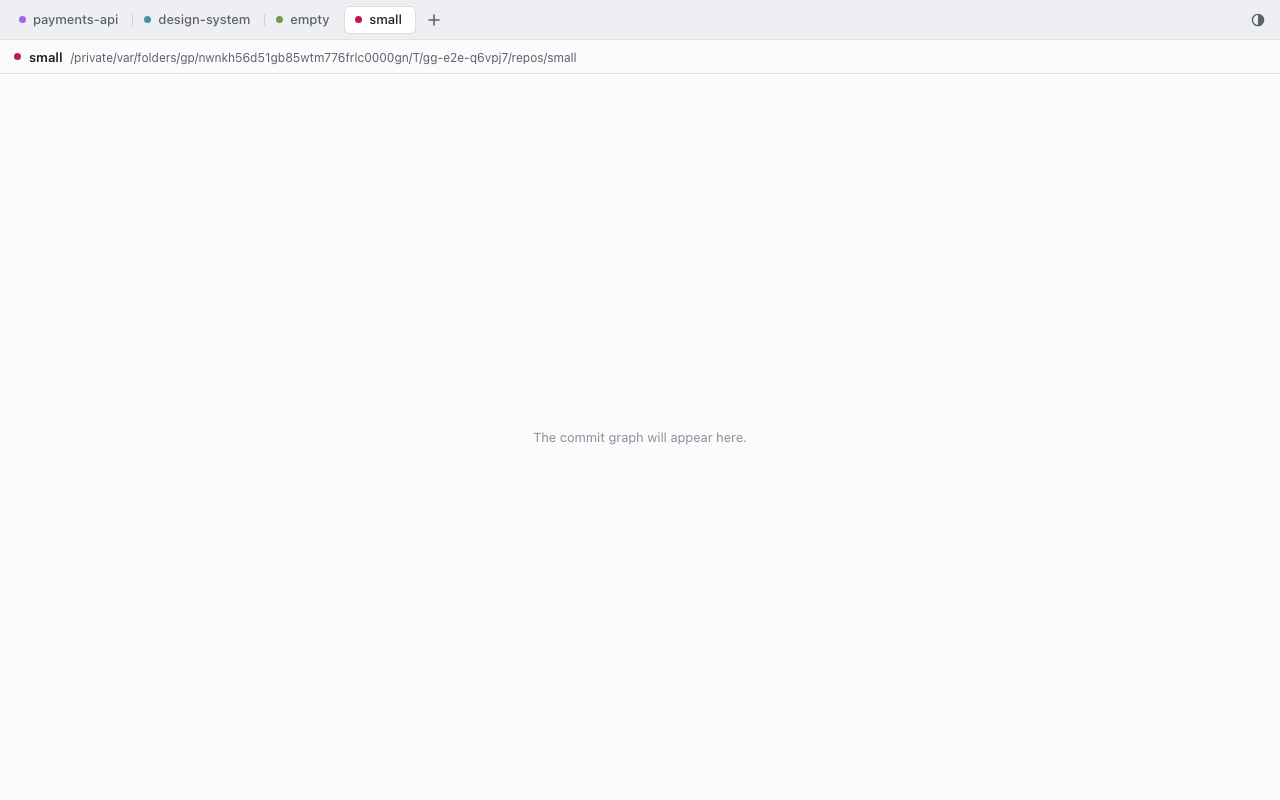 payments-api design-system empty small
small /private/var/folders/gp/nwnkh56d51gb85wtm776frlc0000gn/T/gg-e2e-q6vpj7/repos/small
The commit graph will appear here.